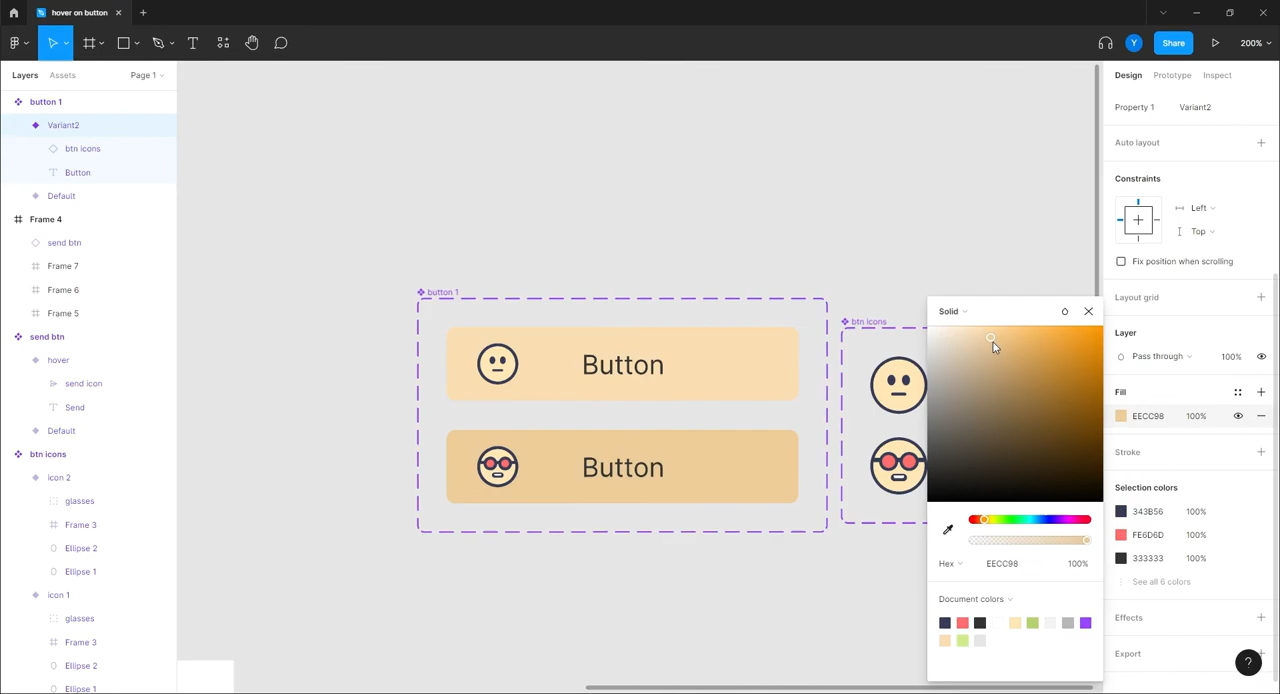 hover on button
Share
200%
Layers
Assets
Page 1
button 1
Variant2
btn icons
Button
Default
Frame 4
send btn
Frame 7
Frame 6
Frame 5
send btn
hover
send icon
Send
Default
btn icons
icon 2
glasses
Frame 3
Ellipse 2
Ellipse 1
icon 1
glasses
Frame 3
Ellipse 2
Ellipse 1
button 1
Button
Button
btn icons
Solid
Hex
EECC98
100%
Document colors
Design
Prototype
Inspect
Property 1
Variant2
Auto layout
Constraints
Left
Top
Fix position when scrolling
Layout grid
Layer
Pass through
100%
Fill
EECC98
100%
Stroke
Selection colors
343B56
100%
FE6D6D
100%
333333
100%
See all 6 colors
Effects
Export
Y
?